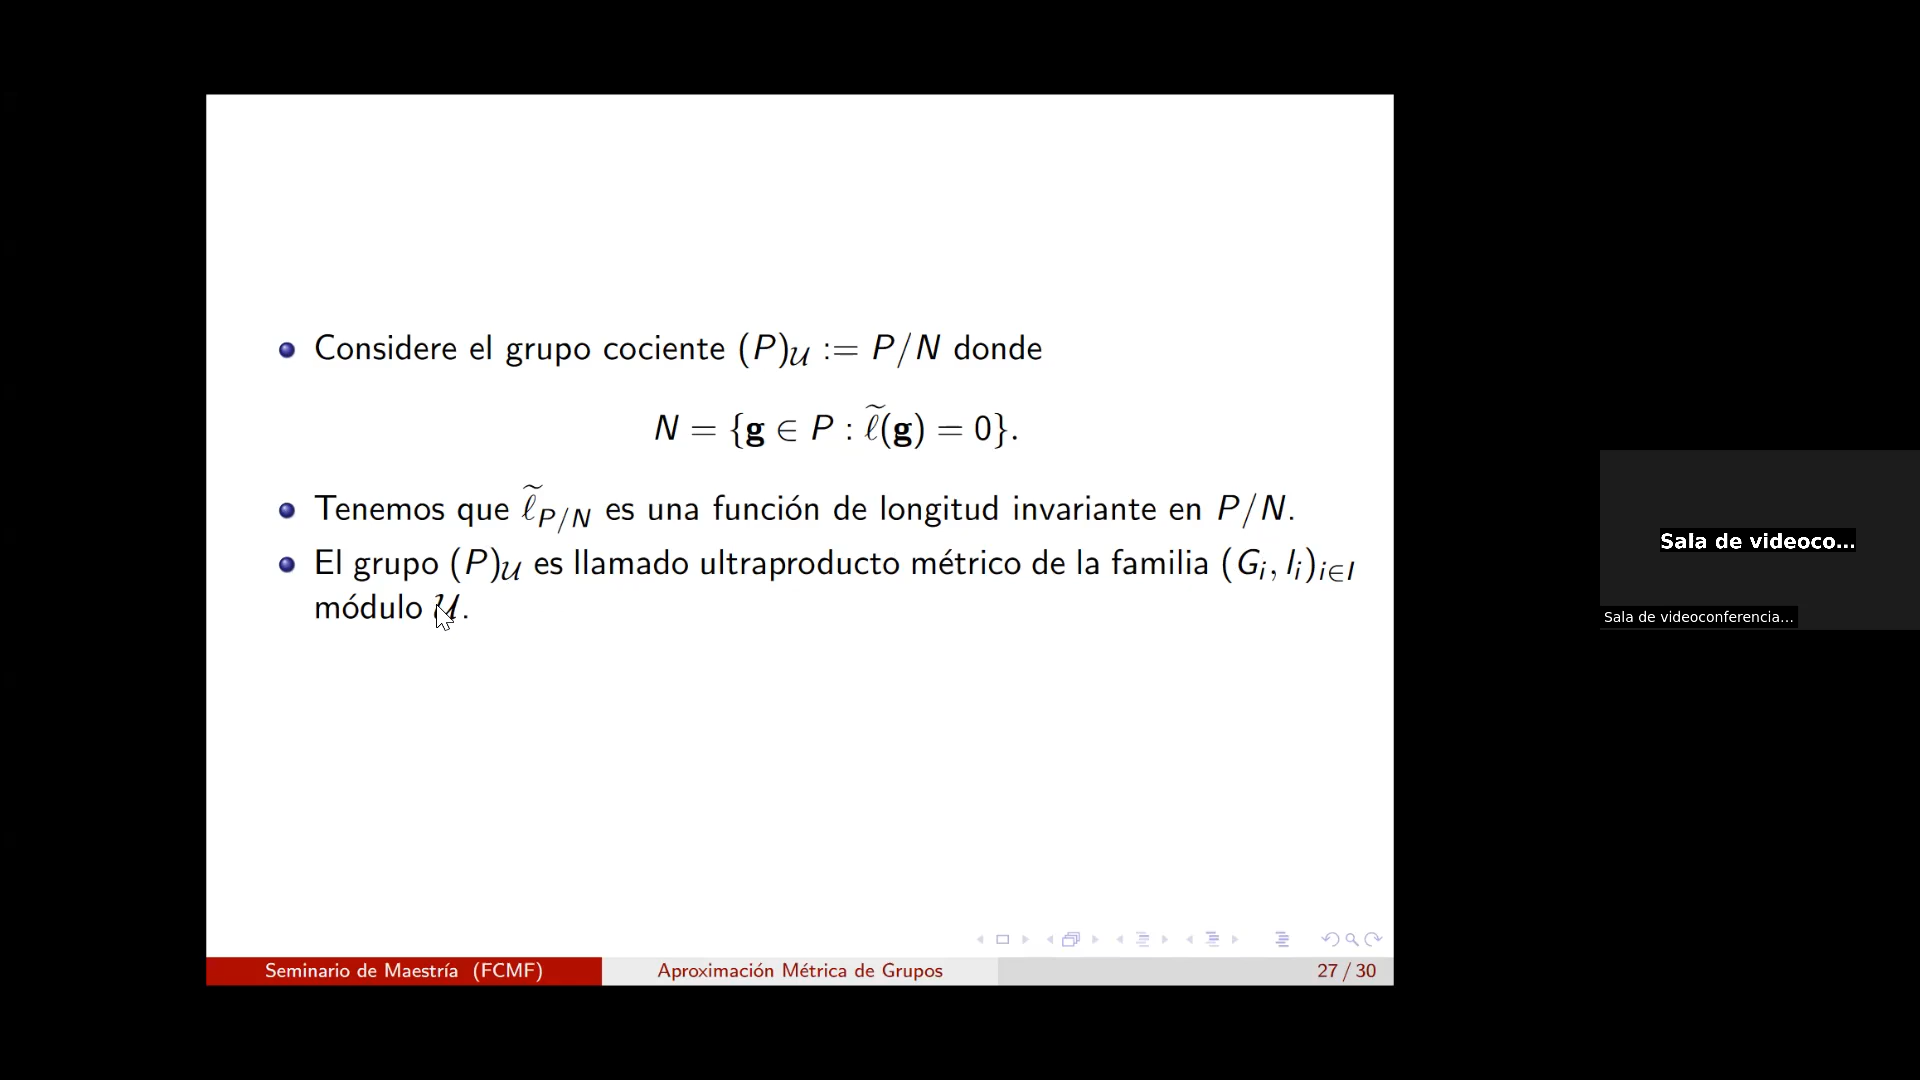 Considere el grupo cociente (P)𝒰 := P/N donde
N = {𝐠 ∈ P : ℓ̃(𝐠) = 0}.
Tenemos que ℓ̃_{P/N} es una función de longitud invariante en P/N.
El grupo (P)𝒰 es llamado ultraproducto métrico de la familia (G_i, l_i)_{i∈I}
módulo 𝒰.
Sala de videoco...
Sala de videoconferencia...
Seminario de Maestría (FCMF) Aproximación Métrica de Grupos 27 / 30